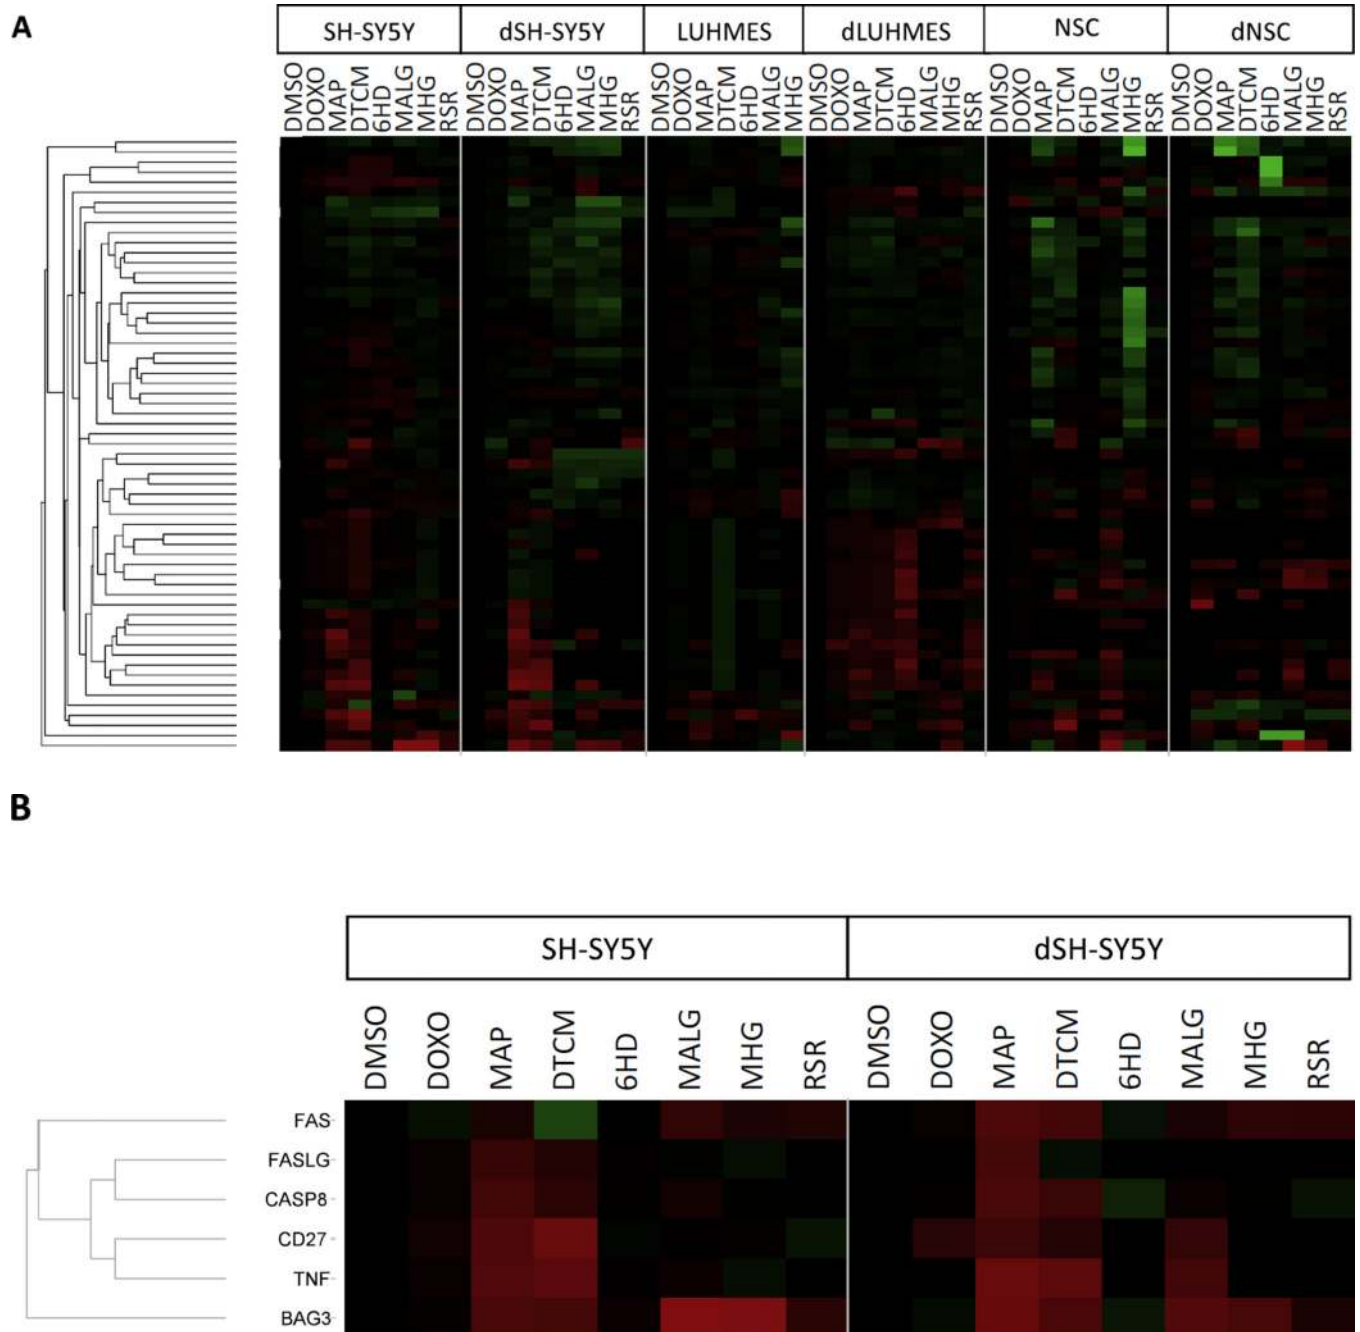 A
SH-SY5Y dSH-SY5Y LUHMES dLUHMES NSC dNSC
DMSO DOXO MAP DTCM 6HD MALG MHG RSR DMSO DOXO MAP DTCM 6HD MALG MHG RSR DMSO DOXO MAP DTCM 6HD MALG MHG DMSO DOXO MAP DTCM 6HD MALG MHG RSR DMSO DOXO MAP DTCM 6HD MALG MHG RSR DMSO DOXO MAP DTCM 6HD MALG MHG RSR
B
SH-SY5Y dSH-SY5Y
DMSO DOXO MAP DTCM 6HD MALG MHG RSR DMSO DOXO MAP DTCM 6HD MALG MHG RSR
FAS
FASLG
CASP8
CD27
TNF
BAG3